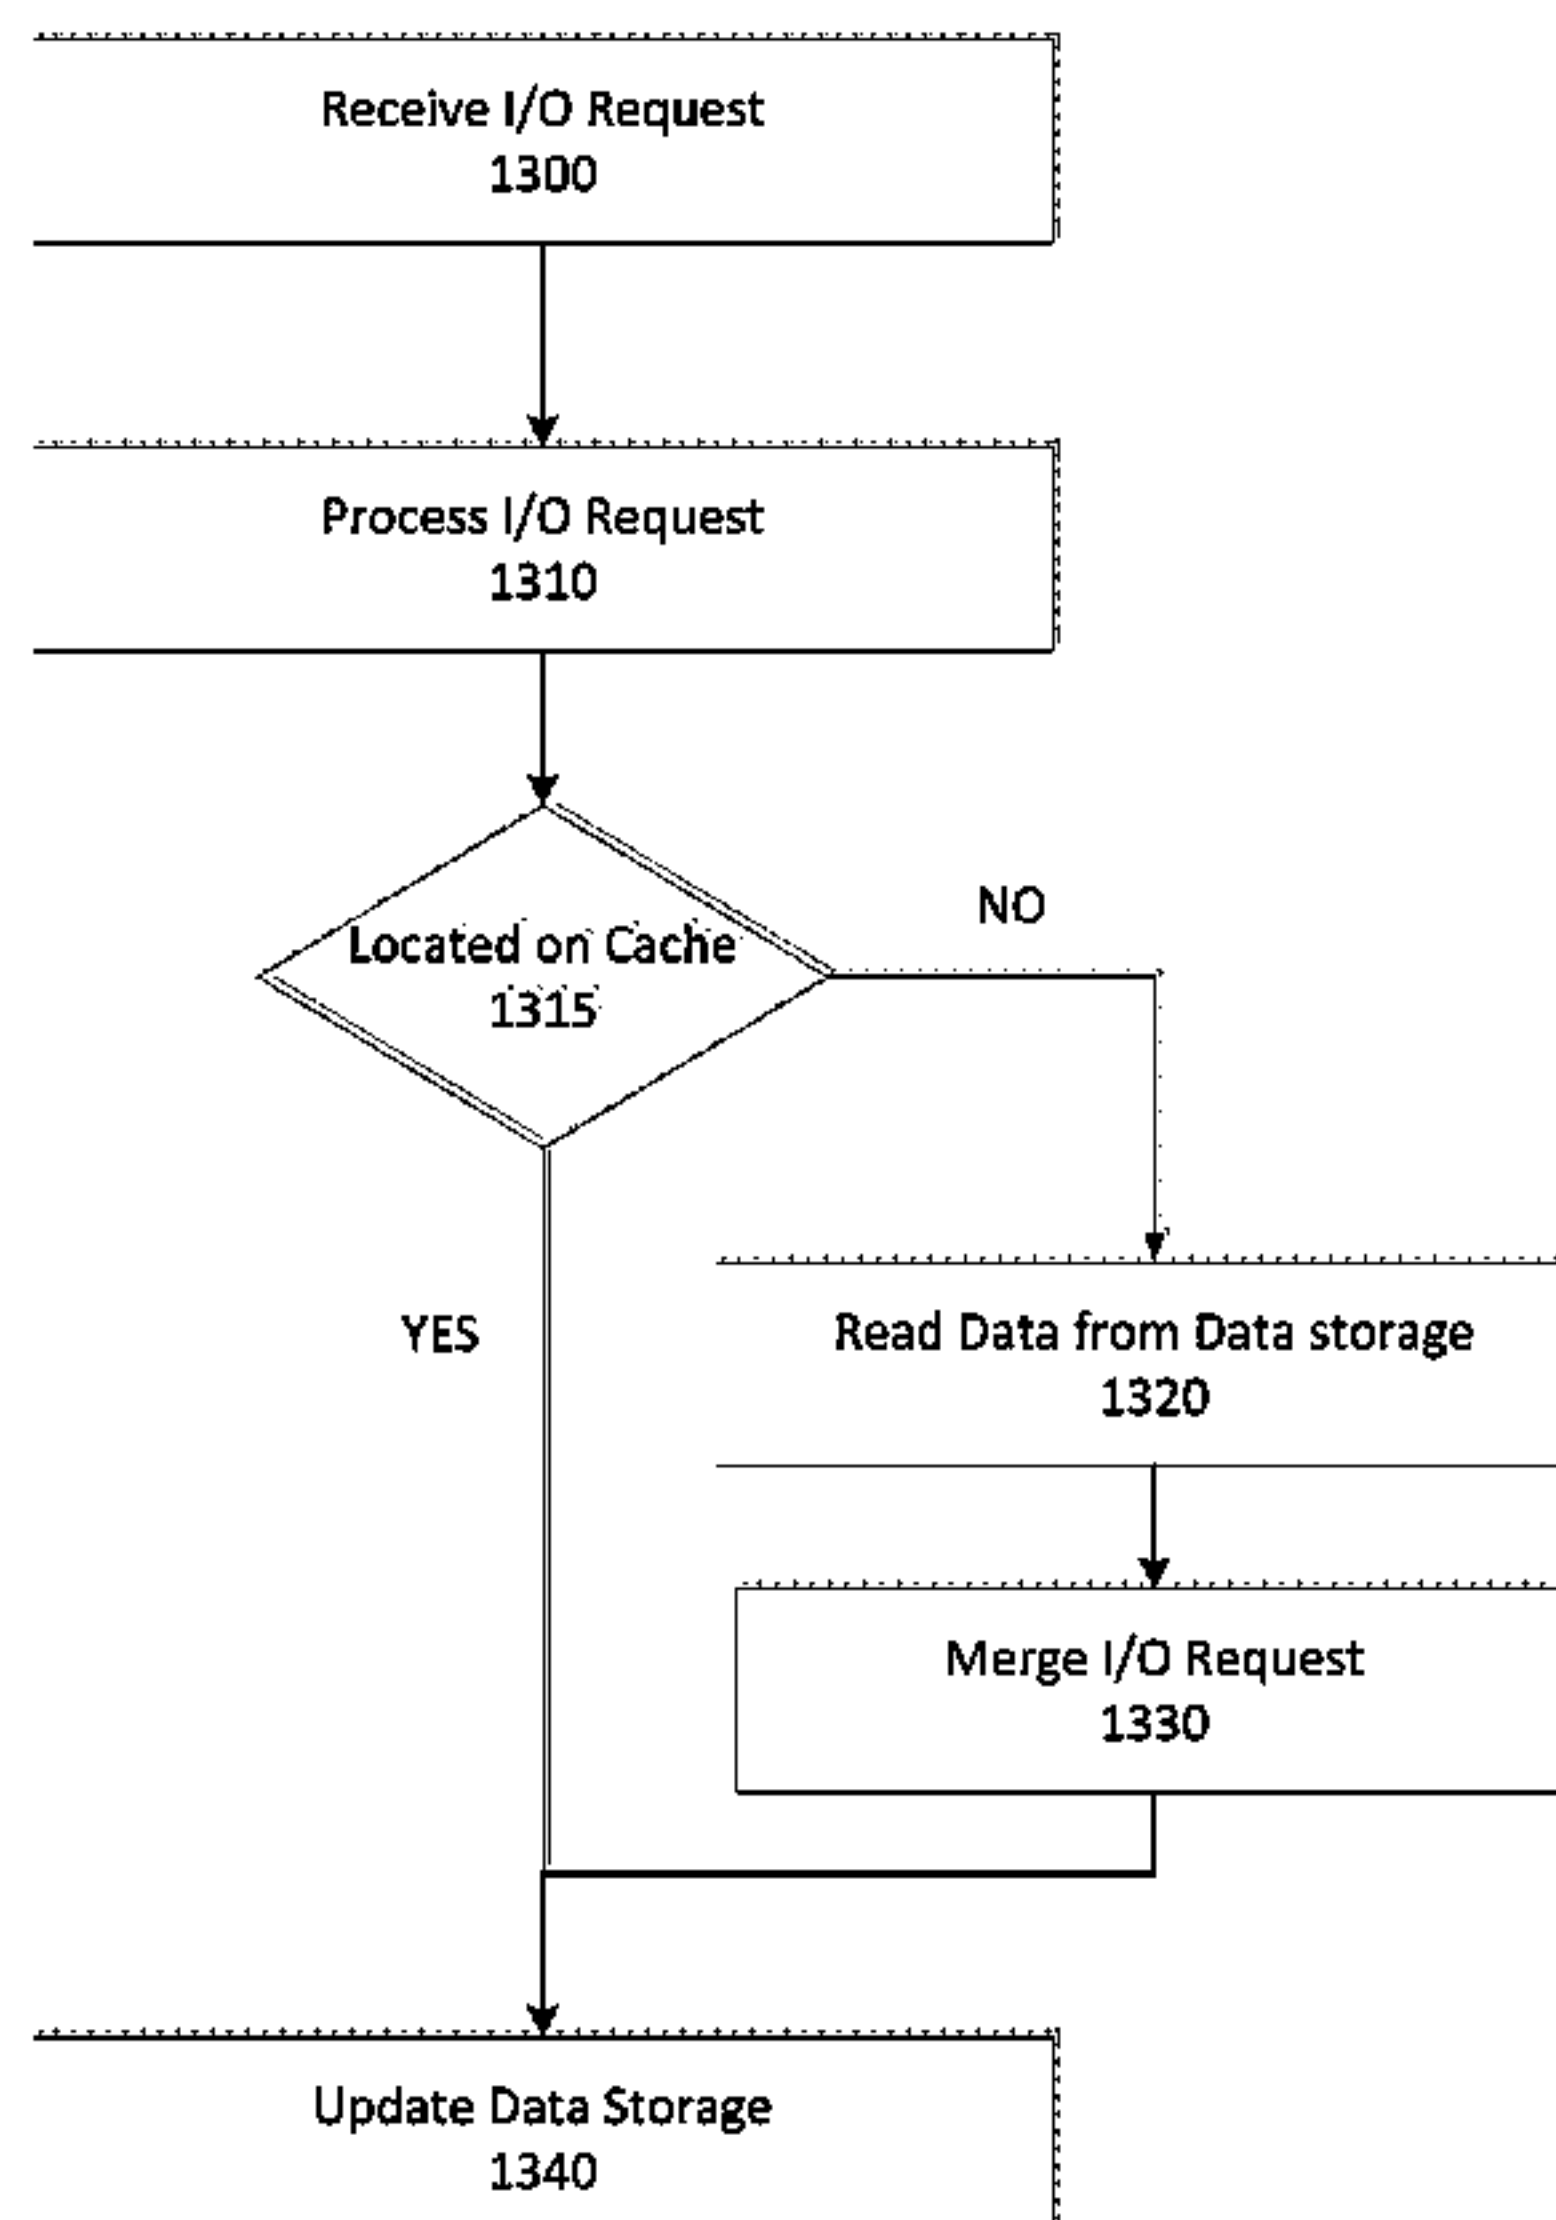 Receive I/O Request
1300
Process I/O Request
1310
Located on Cache
1315
NO
YES
Read Data from Data storage
1320
Merge I/O Request
1330
Update Data Storage
1340